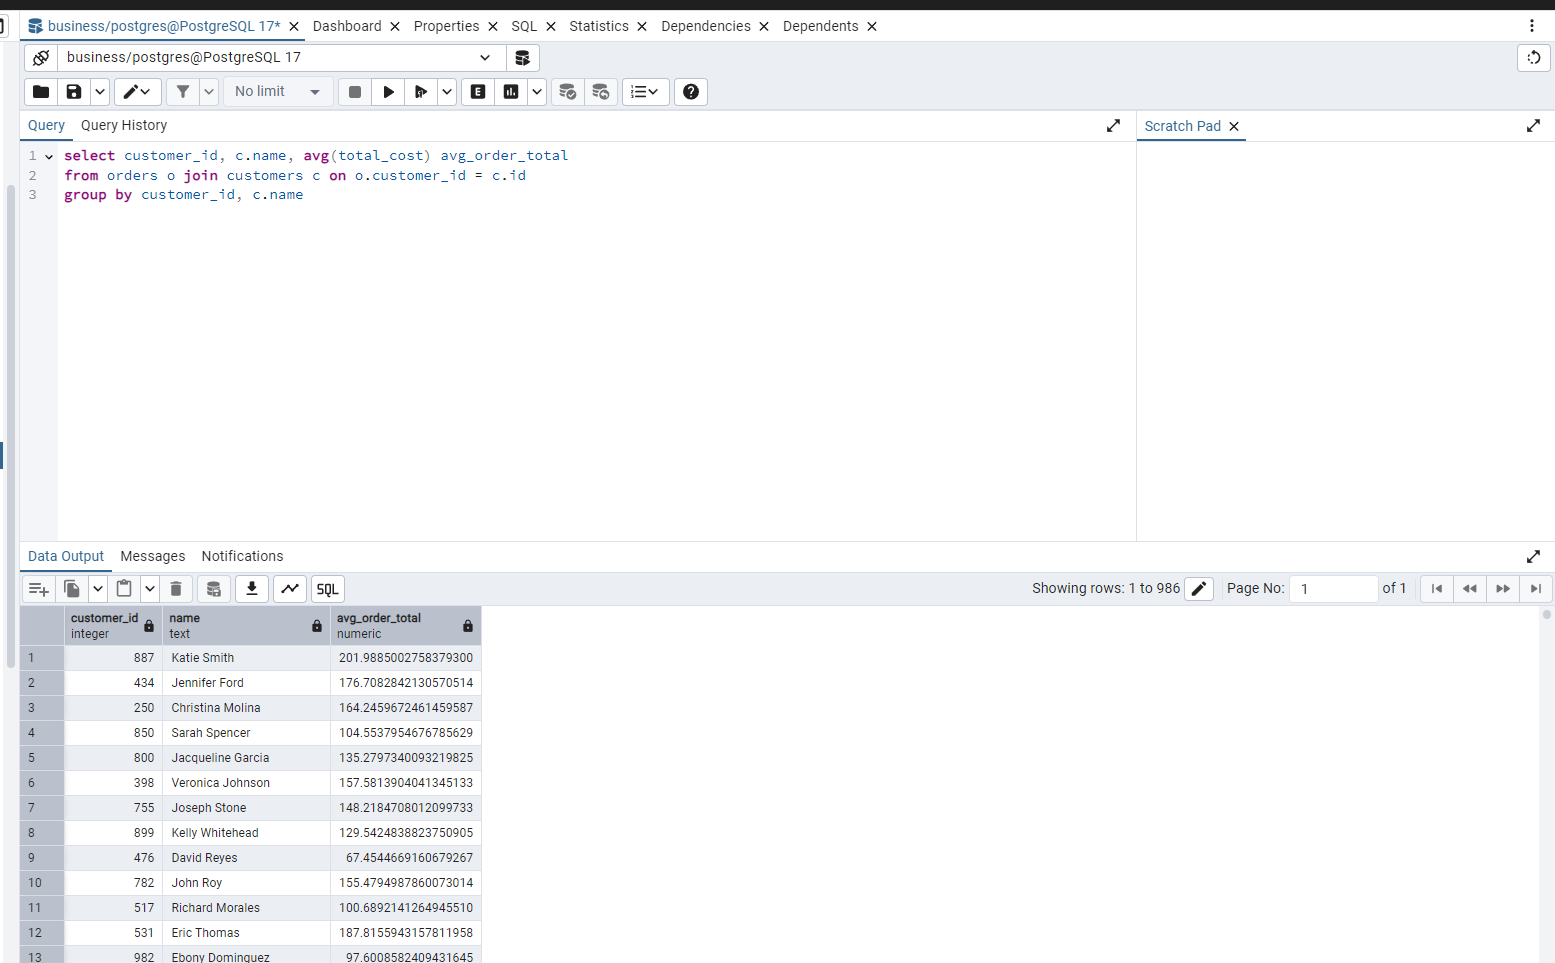 business/postgres@PostgreSQL 17* Dashboard Properties SQL Statistics Dependencies Dependents
business/postgres@PostgreSQL 17
No limit
Query Query History
Scratch Pad
1 select customer_id, c.name, avg(total_cost) avg_order_total
2 from orders o join customers c on o.customer_id = c.id
3 group by customer_id, c.name
Data Output Messages Notifications
SQL Showing rows: 1 to 986 Page No: 1 of 1
customer_id name avg_order_total
integer text numeric
1 887 Katie Smith 201.9885002758379300
2 434 Jennifer Ford 176.7082842130570514
3 250 Christina Molina 164.2459672461459587
4 850 Sarah Spencer 104.5537954676785629
5 800 Jacqueline Garcia 135.2797340093219825
6 398 Veronica Johnson 157.5813904041345133
7 755 Joseph Stone 148.2184708012099733
8 899 Kelly Whitehead 129.5424838823750905
9 476 David Reyes 67.4544669160679267
10 782 John Roy 155.4794987860073014
11 517 Richard Morales 100.6892141264945510
12 531 Eric Thomas 187.8155943157811958
13 982 Ebony Dominguez 97.6008582409431645